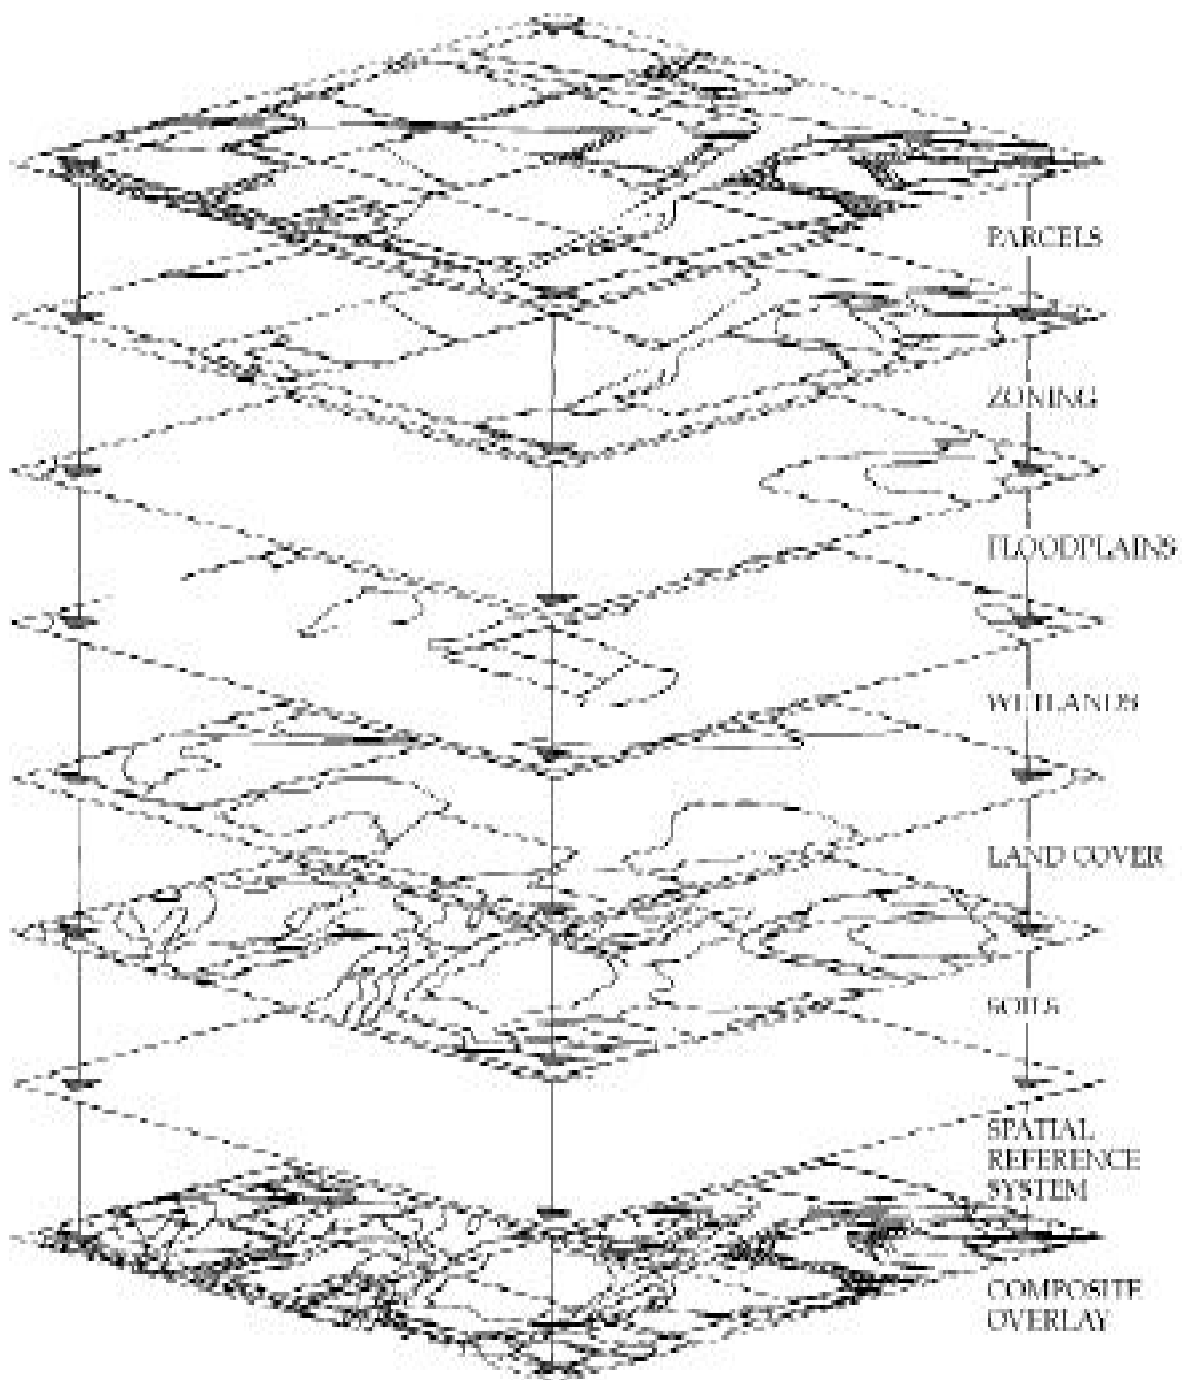 PARCELS
ZONING
FLOODPLAINS
WETLANDS
LAND COVER
SOILS
SPATIAL
REFERENCE
SYSTEM
COMPOSITE
OVERLAY